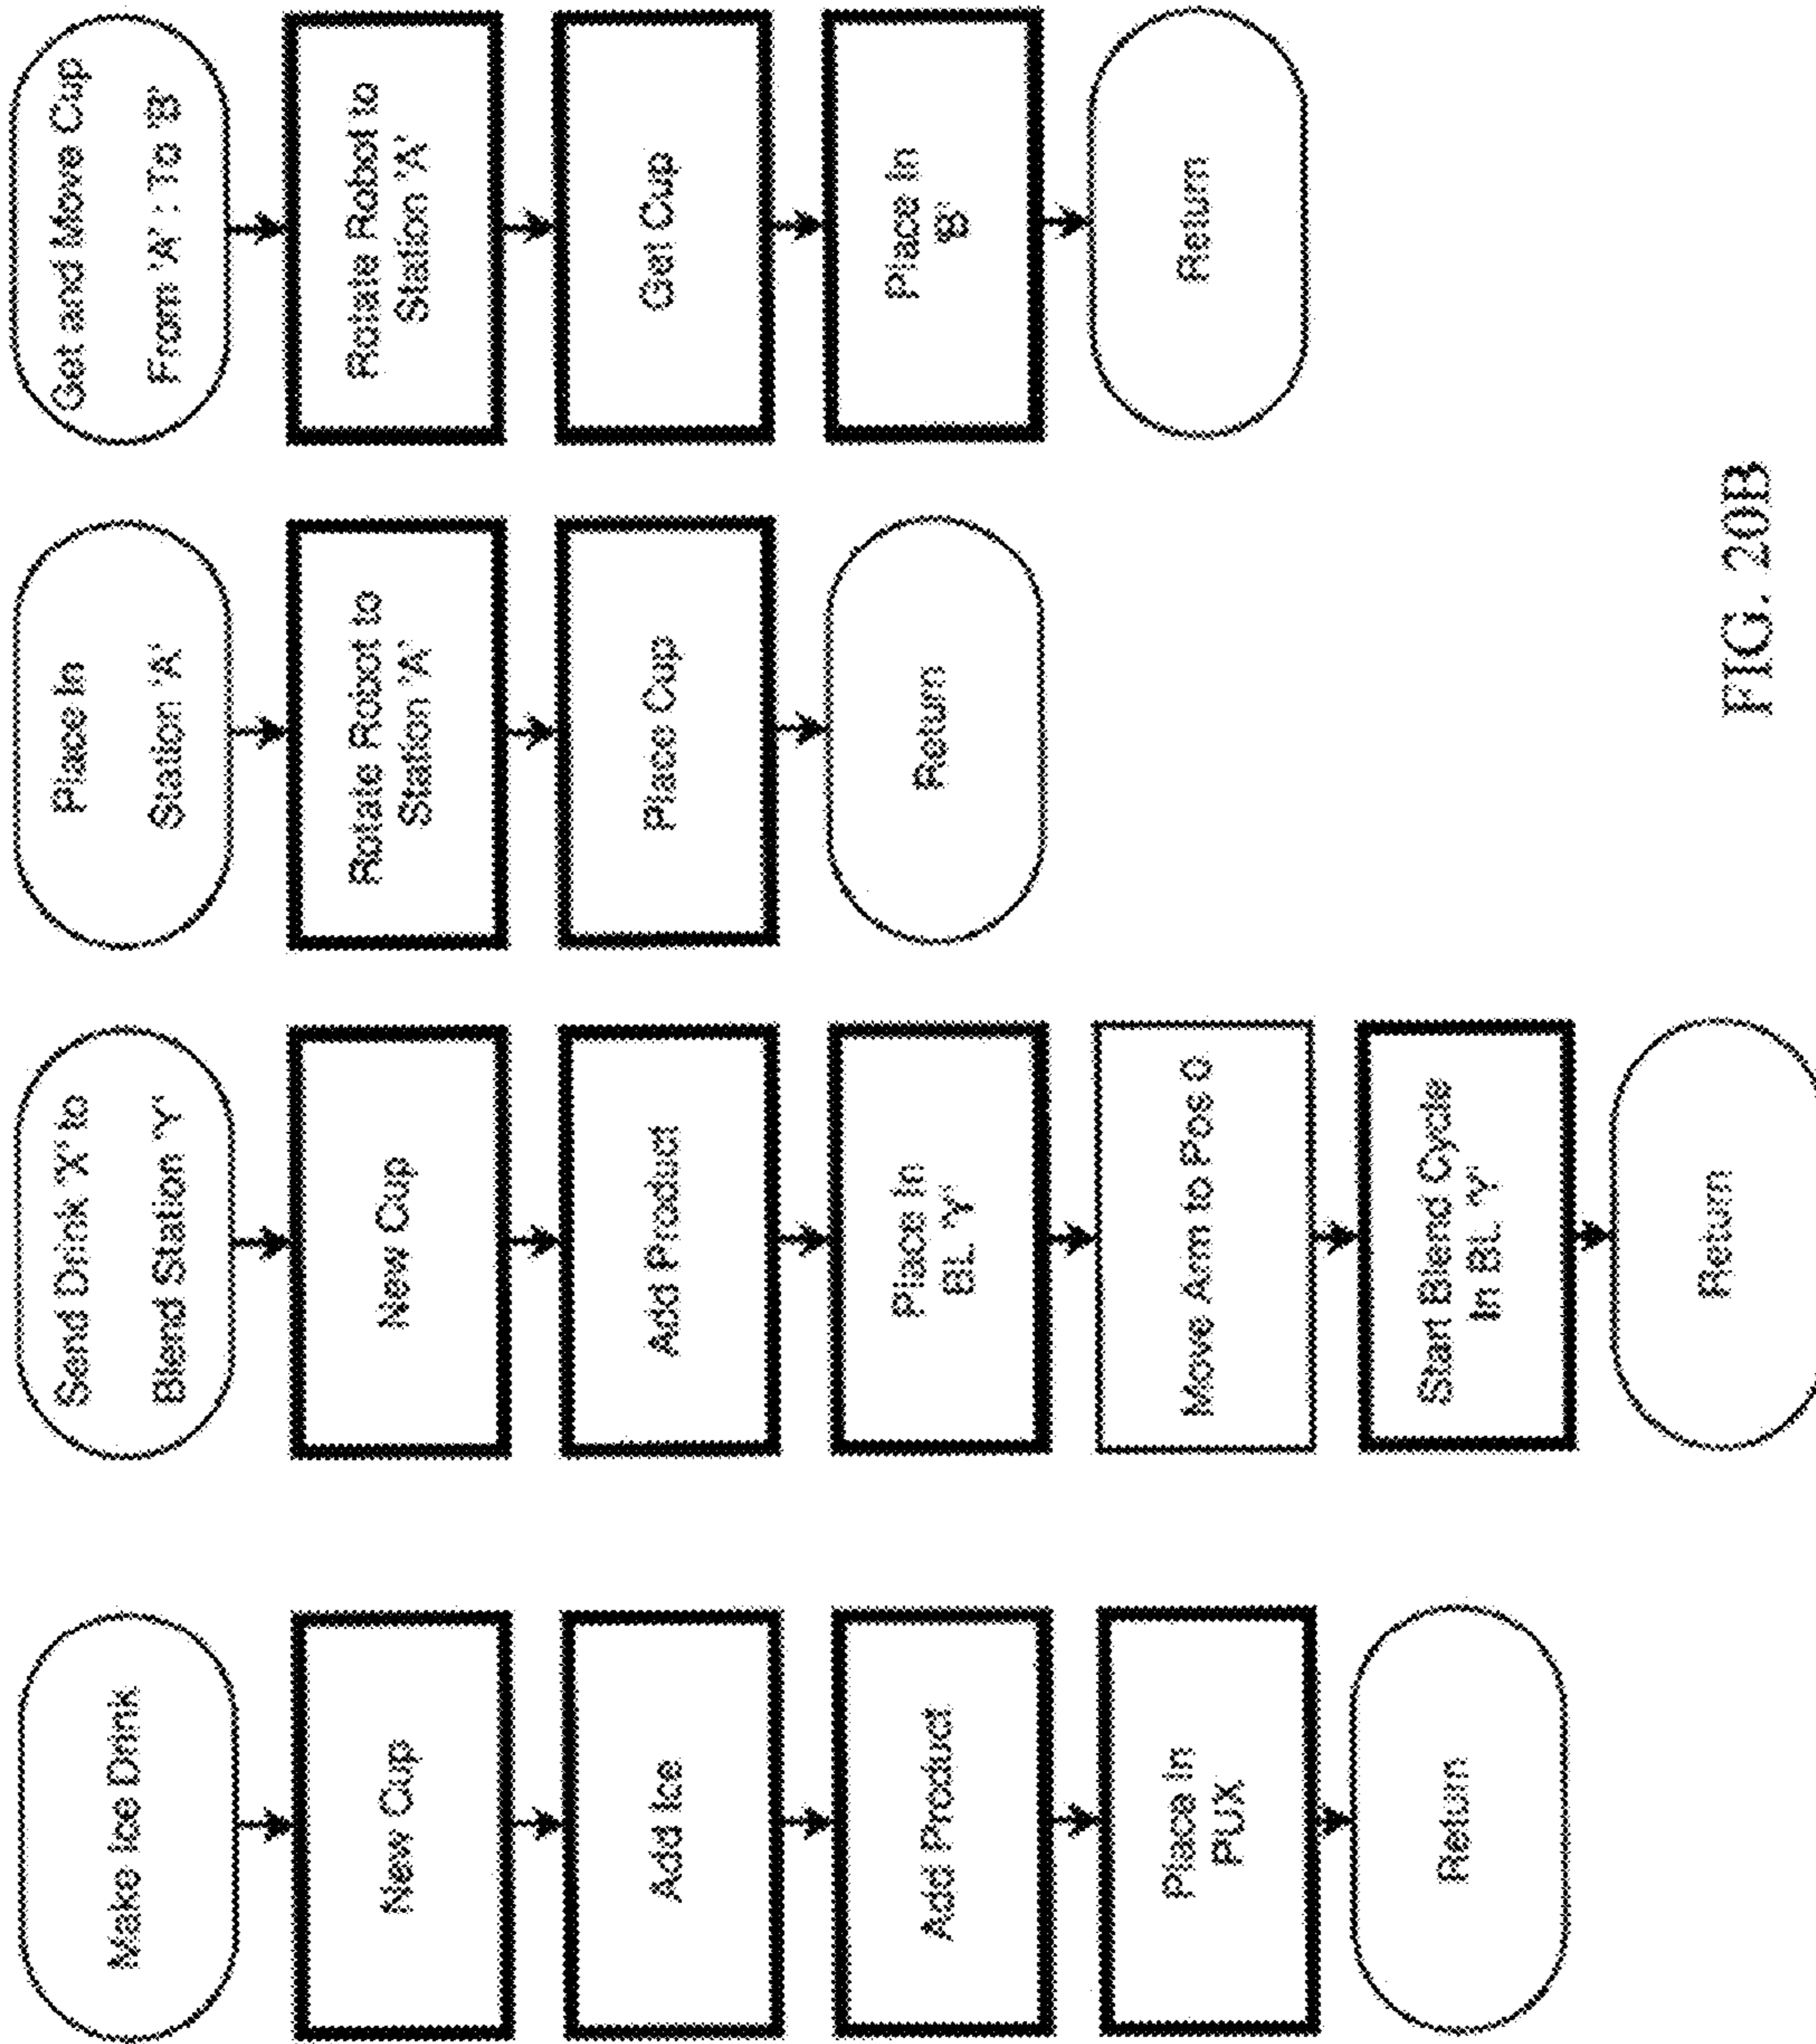 Make Ice Drink
New Cup
Add Ice
Add Product
Place In
PUX
Return
Send Drink 'X' to
Blend Station 'Y'
New Cup
Add Product
Place In
BL 'Y'
Move Arm to Pos 0
Start Blend Cycle
In BL 'Y'
Return
Place In
Station 'A'
Rotate Robot to
Station 'A'
Place Cup
Return
Get and Move Cup
From 'A' : To 'B'
Rotate Robot to
Station 'A'
Get Cup
Place In
'B'
Return
FIG. 20B